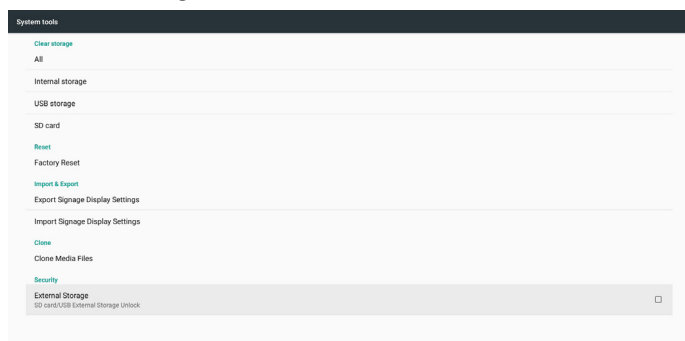 System tools
Clear storage
All
Internal storage
USB storage
SD card
Reset
Factory Reset
Import & Export
Export Signage Display Settings
Import Signage Display Settings
Clone
Clone Media Files
Security
External Storage
SD card/USB External Storage Unlock